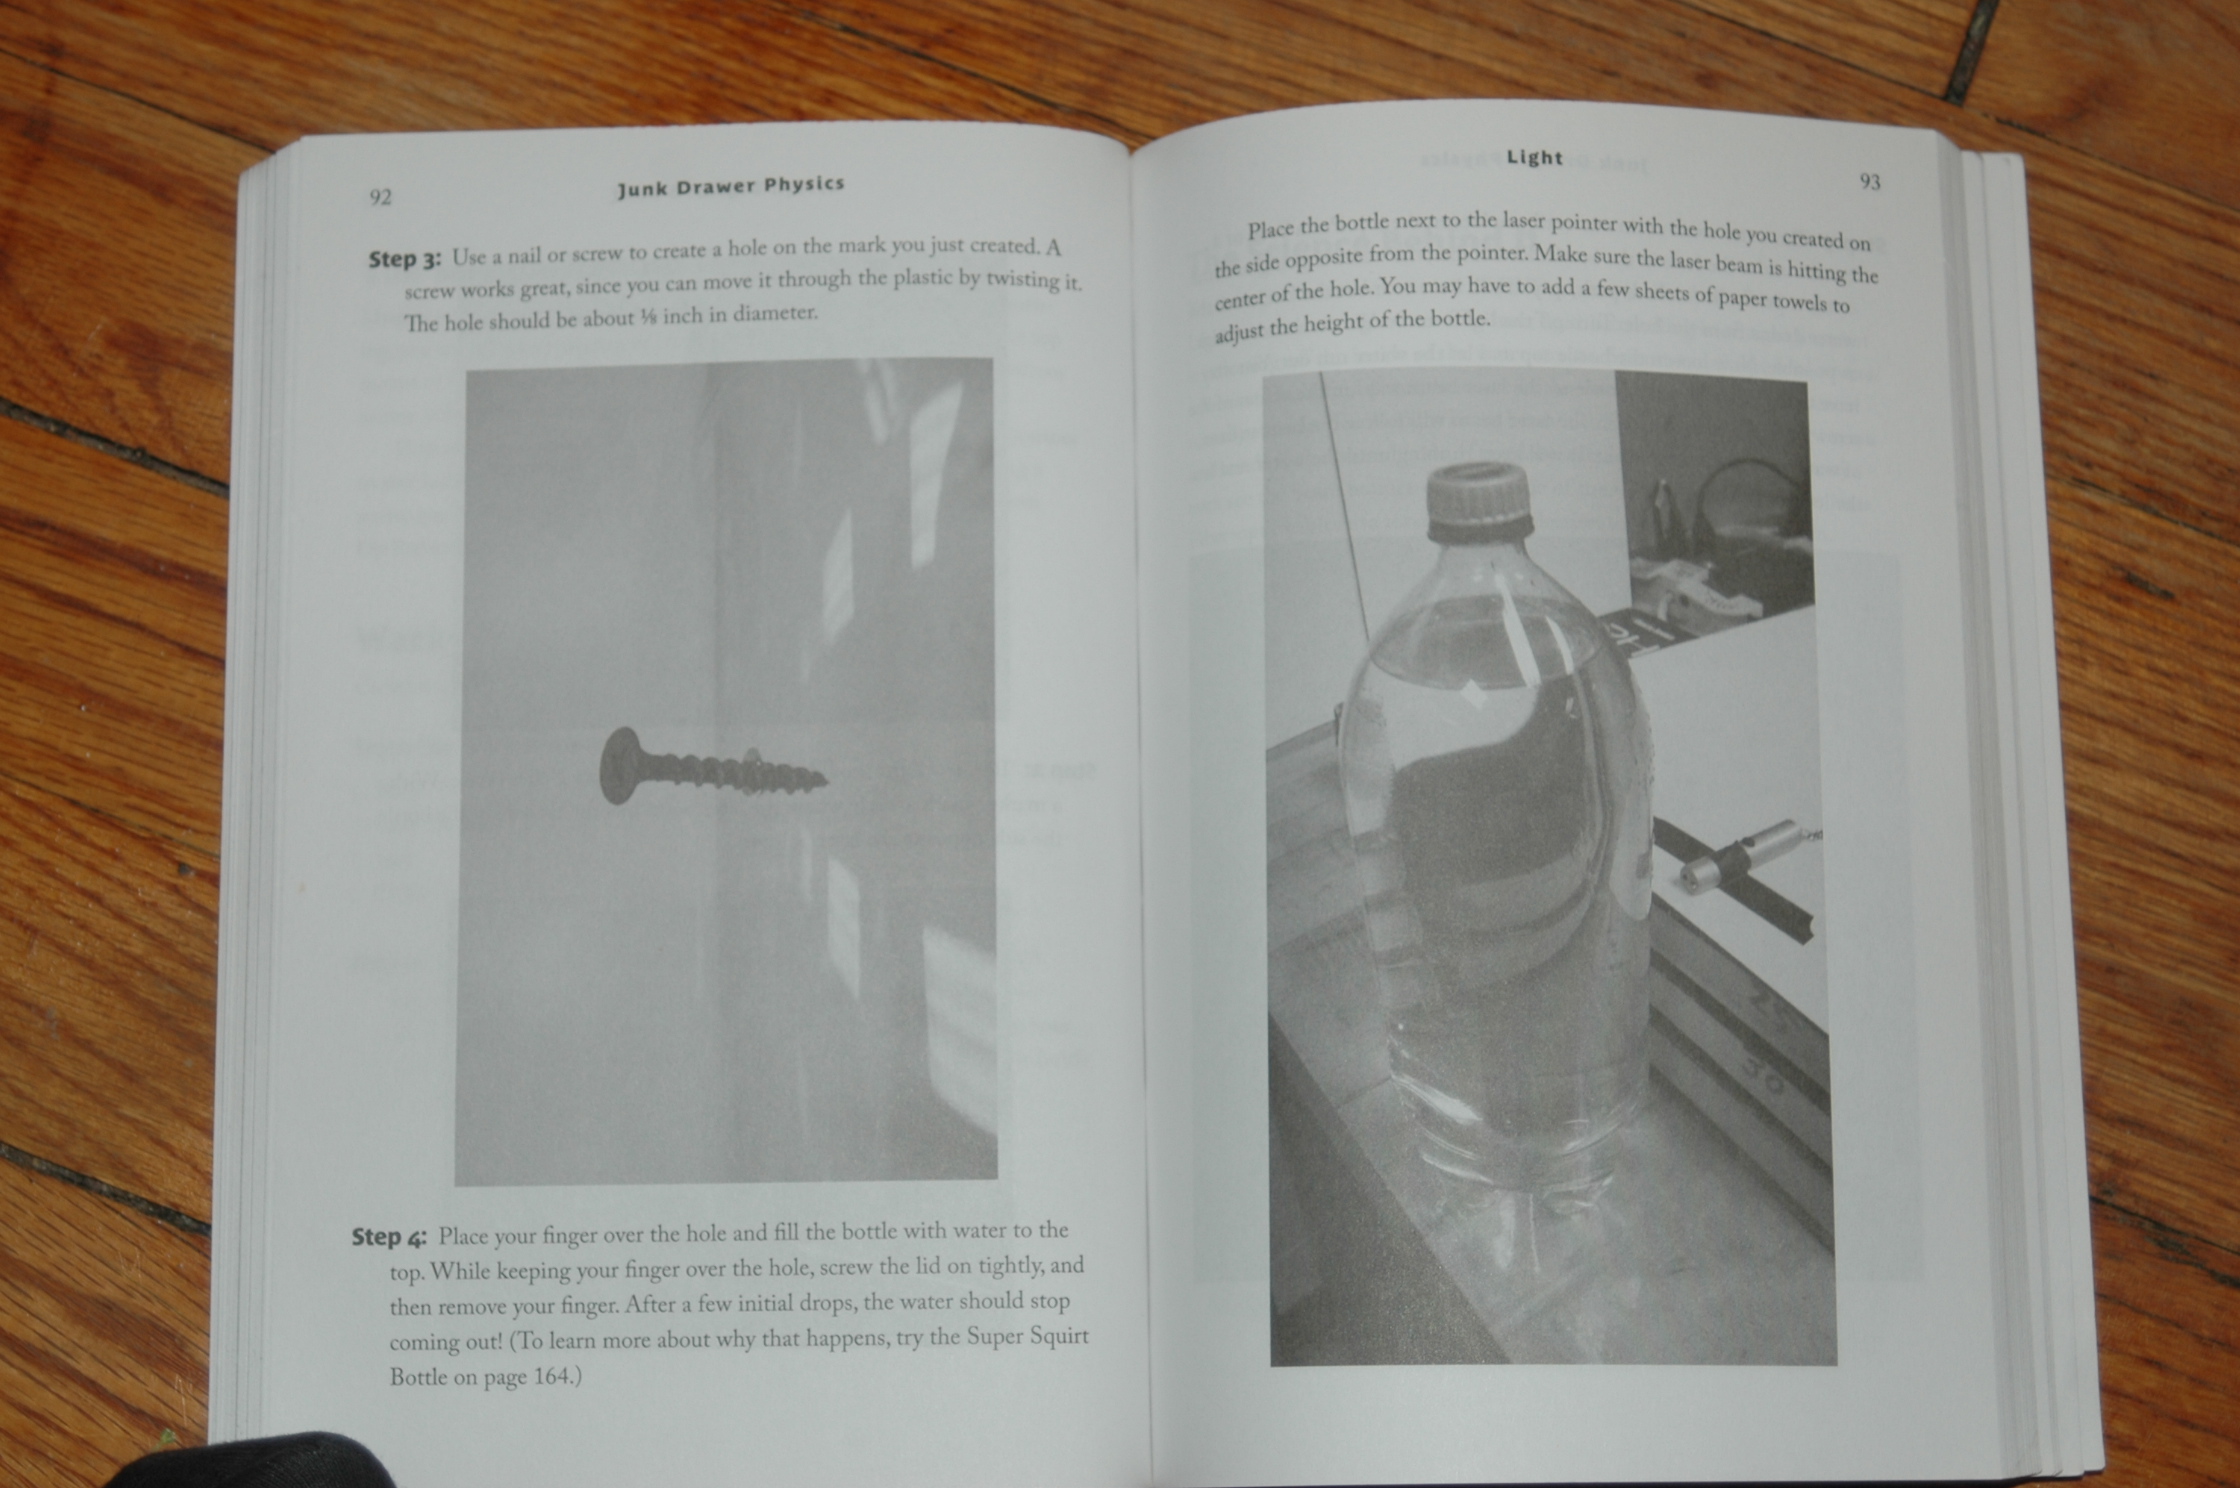 92
Junk Drawer Physics
Step 3: Use a nail or screw to create a hole on the mark you just created. A
screw works great, since you can move it through the plastic by twisting it.
The hole should be about ⅛ inch in diameter.
Step 4: Place your finger over the hole and fill the bottle with water to the
top. While keeping your finger over the hole, screw the lid on tightly, and
then remove your finger. After a few initial drops, the water should stop
coming out! (To learn more about why that happens, try the Super Squirt
Bottle on page 164.)
Light
93
Place the bottle next to the laser pointer with the hole you created on
the side opposite from the pointer. Make sure the laser beam is hitting the
center of the hole. You may have to add a few sheets of paper towels to
adjust the height of the bottle.
25
30